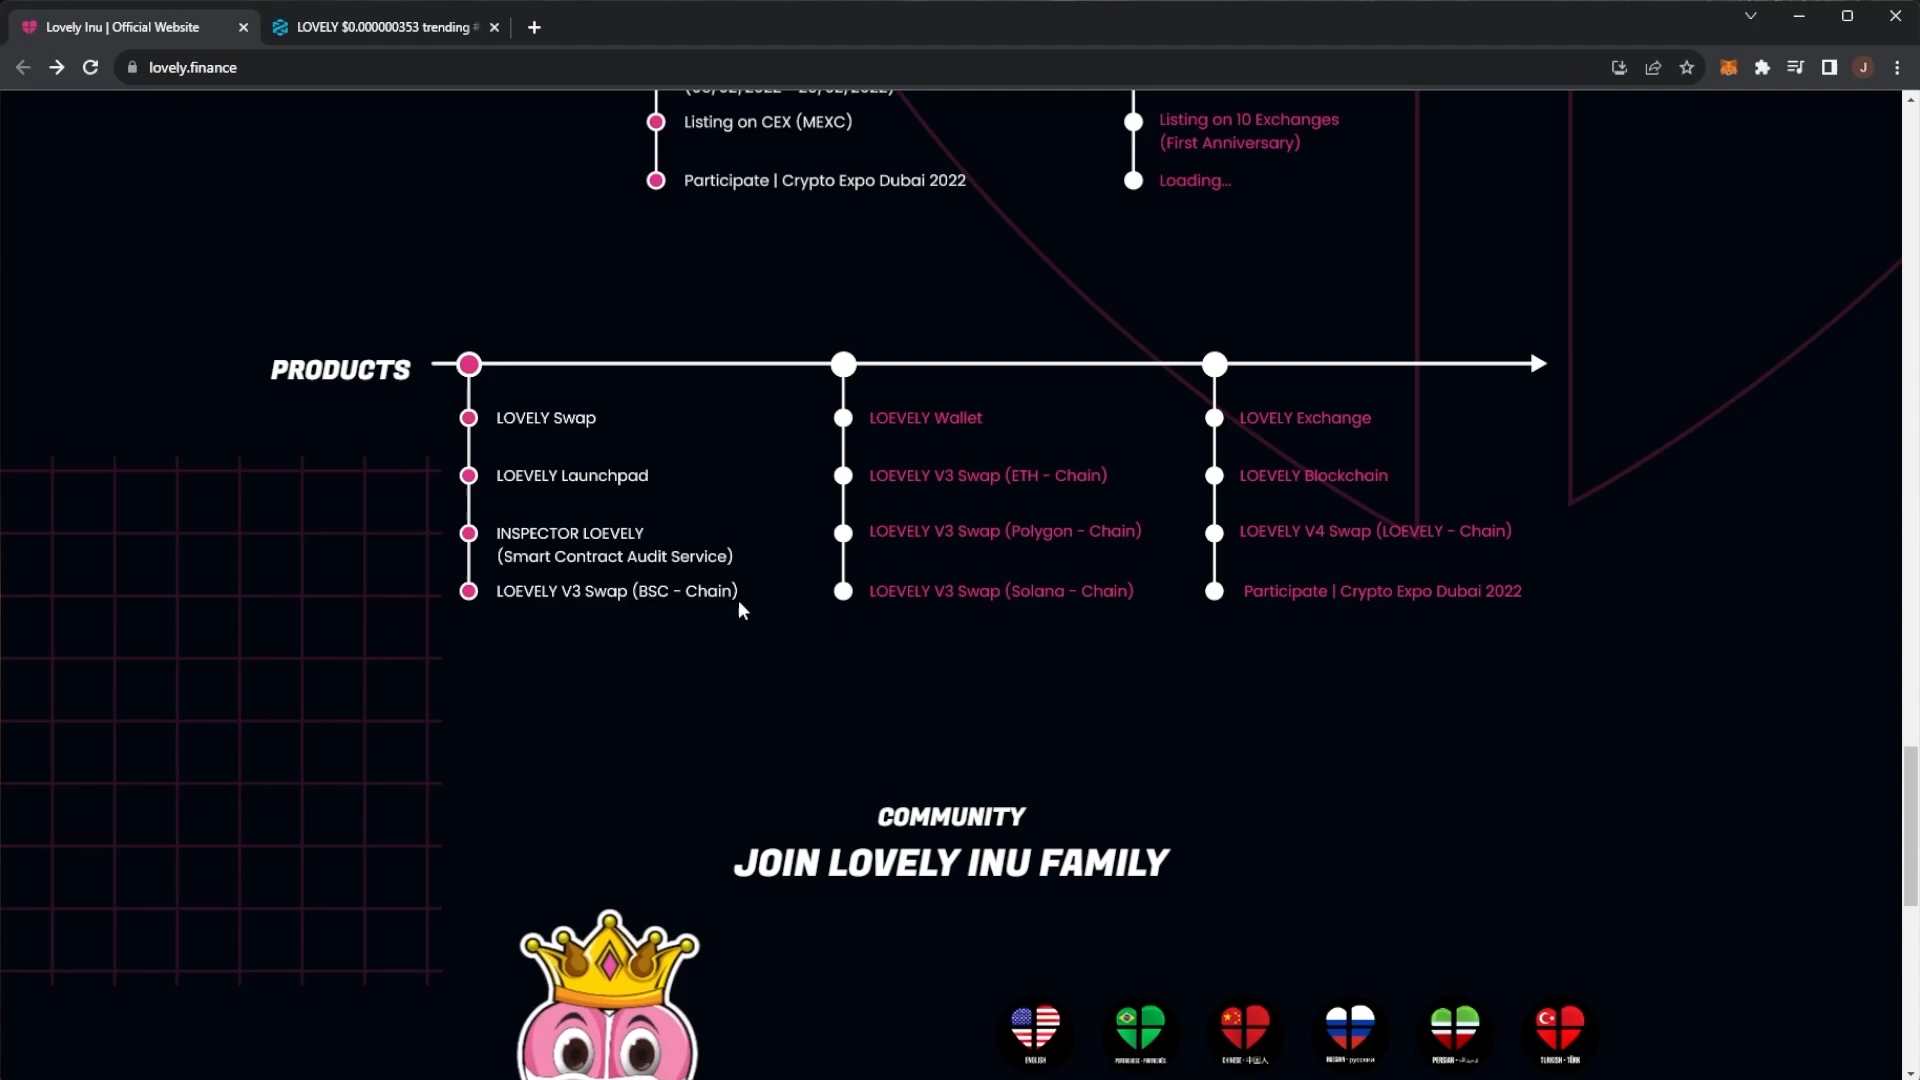 Lovely Inu | Official Website
LOVELY $0.000000353 trending #
lovely.finance
Listing on CEX (MEXC)
Participate | Crypto Expo Dubai 2022
Listing on 10 Exchanges
(First Anniversary)
Loading...
PRODUCTS
LOVELY Swap
LOEVELY Launchpad
INSPECTOR LOEVELY
(Smart Contract Audit Service)
LOEVELY V3 Swap (BSC - Chain)
LOEVELY Wallet
LOEVELY V3 Swap (ETH - Chain)
LOEVELY V3 Swap (Polygon - Chain)
LOEVELY V3 Swap (Solana - Chain)
LOVELY Exchange
LOEVELY Blockchain
LOEVELY V4 Swap (LOEVELY - Chain)
Participate | Crypto Expo Dubai 2022
COMMUNITY
JOIN LOVELY INU FAMILY
ENGLISH
TURKISH - TÜRK
J